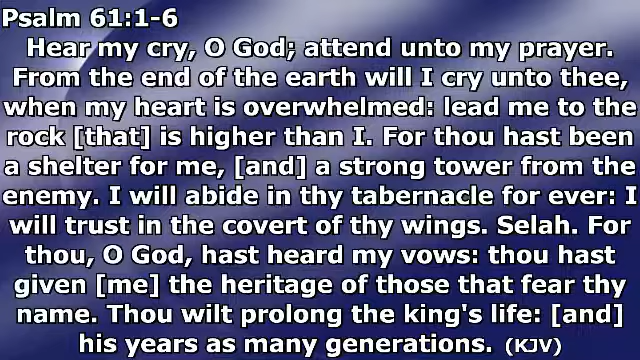 Psalm 61:1-6
Hear my cry, O God; attend unto my prayer.
From the end of the earth will I cry unto thee,
when my heart is overwhelmed: lead me to the
rock [that] is higher than I. For thou hast been
a shelter for me, [and] a strong tower from the
enemy. I will abide in thy tabernacle for ever: I
will trust in the covert of thy wings. Selah. For
thou, O God, hast heard my vows: thou hast
given [me] the heritage of those that fear thy
name. Thou wilt prolong the king's life: [and]
his years as many generations. (KJV)